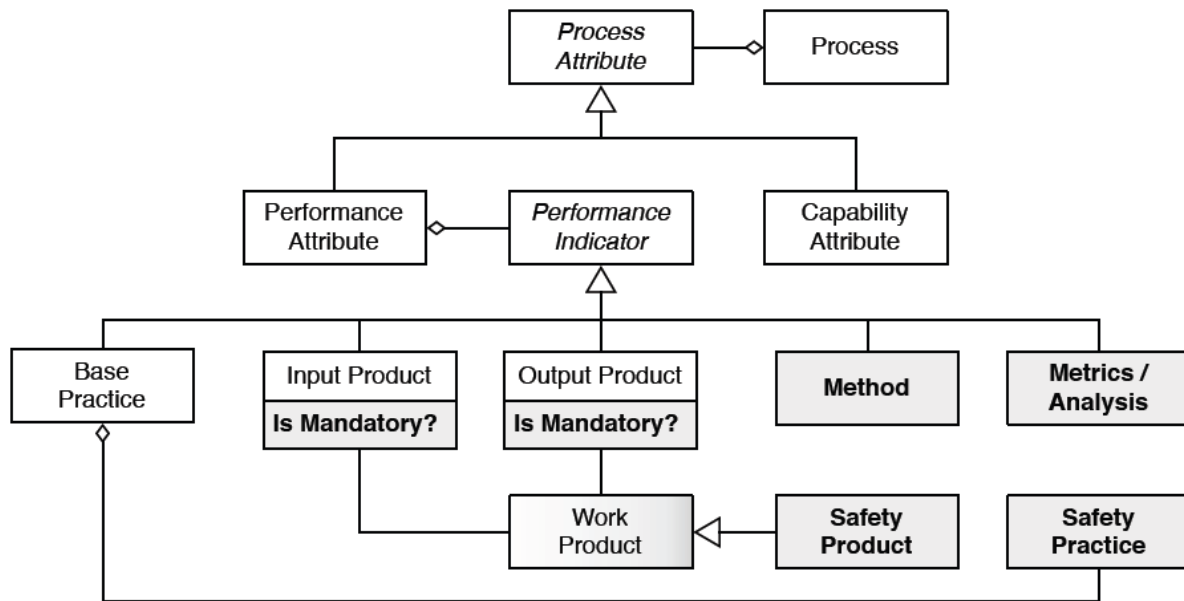 Process
Attribute
Process
Performance
Attribute
Performance
Indicator
Capability
Attribute
Base
Practice
Input Product
Is Mandatory?
Output Product
Is Mandatory?
Method
Metrics /
Analysis
Work
Product
Safety
Product
Safety
Practice